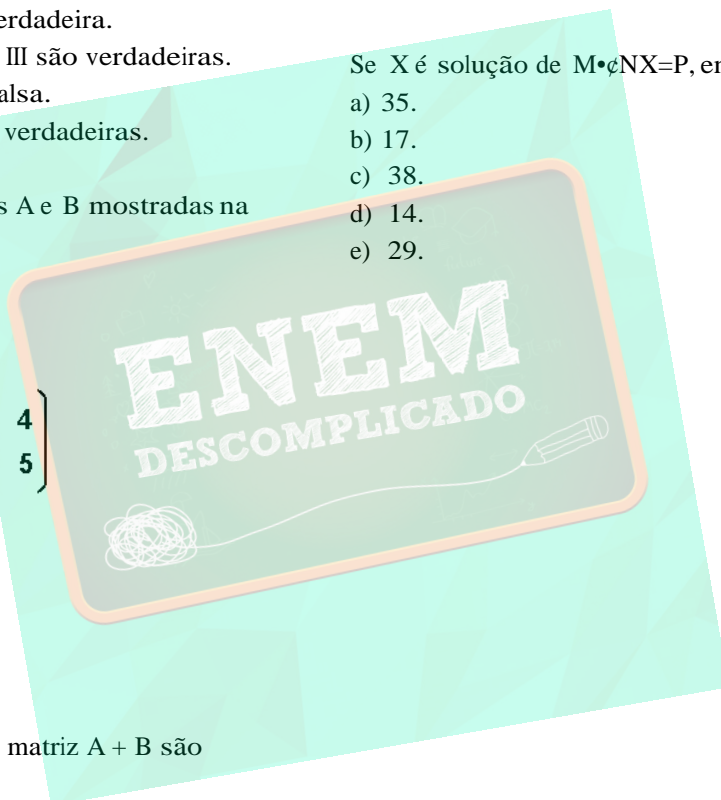 erdadeira.
III são verdadeiras.
alsa.
verdadeiras.
s A e B mostradas na
4
5
matriz A + B são
Se X é solução de M•¢NX=P, en
a) 35.
b) 17.
c) 38.
d) 14.
e) 29.
ENEM
DESCOMPLICADO